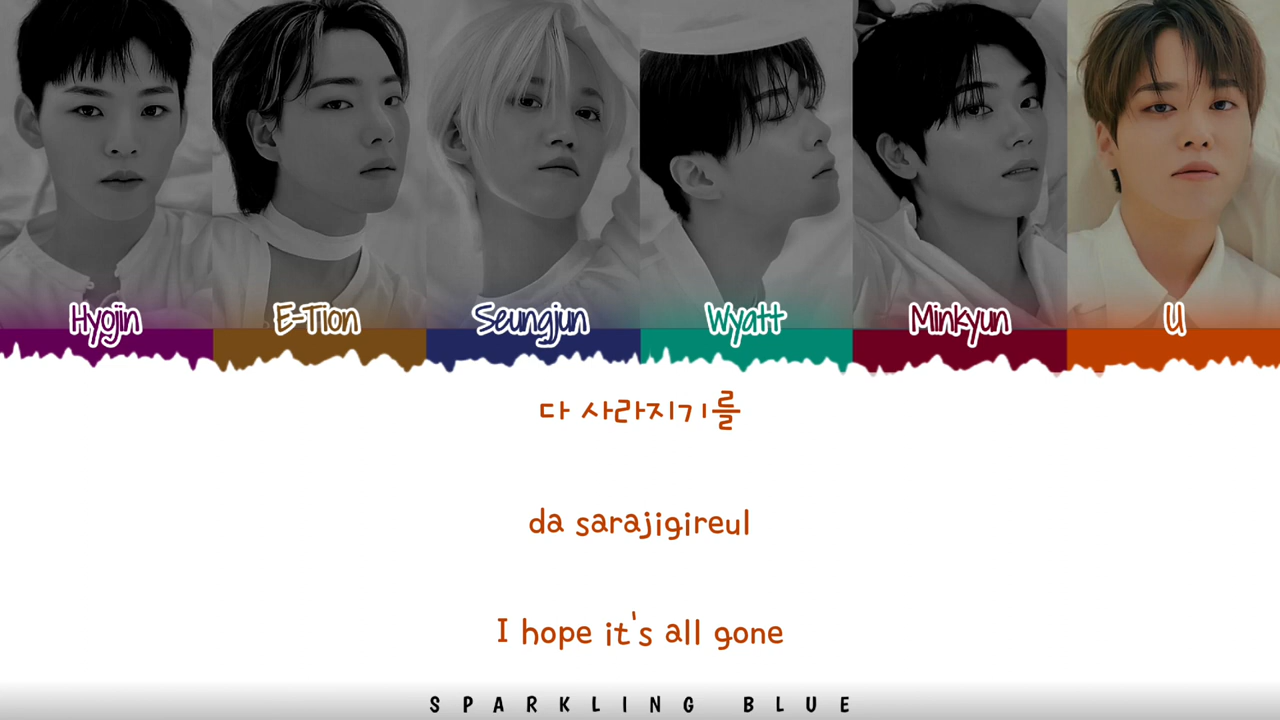 Hyojin
E-Tion
Seungjun
Wyatt
Minkyun
U
다 사라지기를
da sarajigireul
I hope it's all gone
SPARKLING BLUE